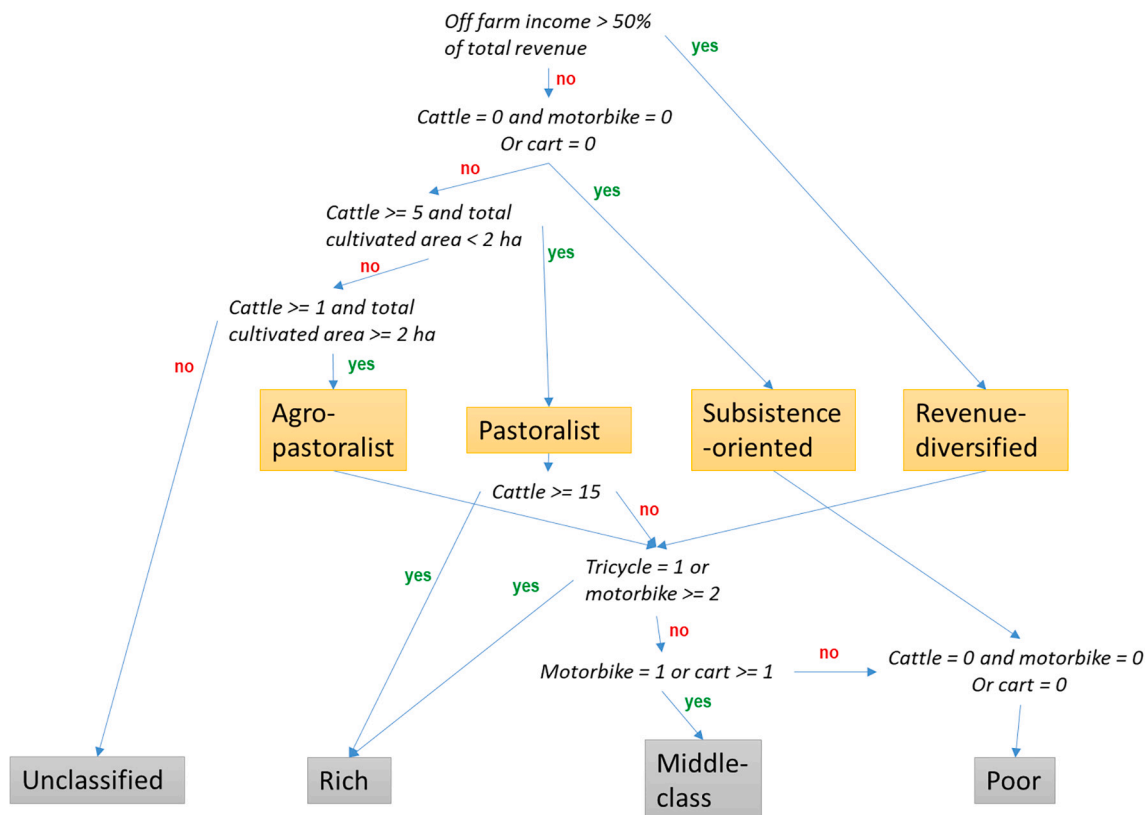 Off farm income > 50%
of total revenue
yes
no
Cattle = 0 and motorbike = 0
Or cart = 0
no
yes
Cattle >= 5 and total
cultivated area < 2 ha
no
yes
Cattle >= 1 and total
cultivated area >= 2 ha
no
yes
Agro-
pastoralist
Pastoralist
Subsistence
-oriented
Revenue-
diversified
Cattle >= 15
no
yes
Tricycle = 1 or
motorbike >= 2
yes
no
Motorbike = 1 or cart >= 1
no
Cattle = 0 and motorbike = 0
Or cart = 0
yes
Unclassified
Rich
Middle-
class
Poor